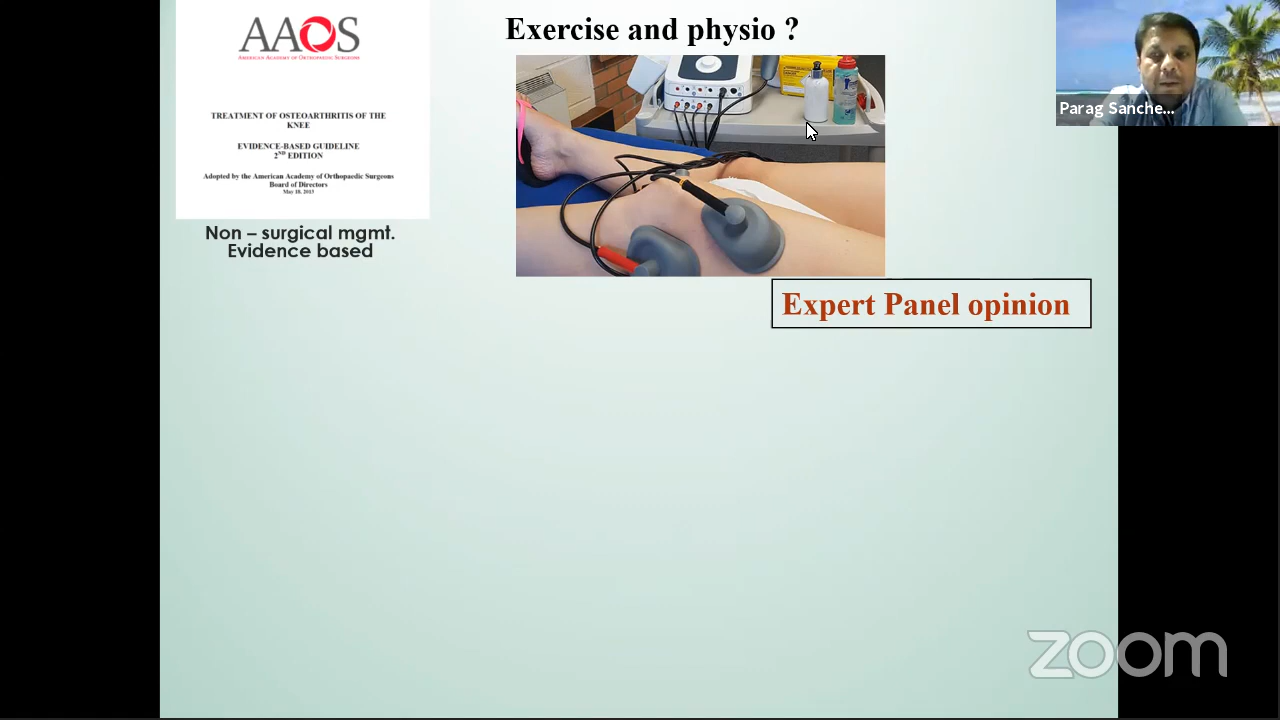 AAOS
AMERICAN ACADEMY OF ORTHOPAEDIC SURGEONS
TREATMENT OF OSTEOARTHRITIS OF THE
KNEE
EVIDENCE-BASED GUIDELINE
2ND EDITION
Adopted by the American Academy of Orthopaedic Surgeons
Board of Directors
May 18, 2013
Non – surgical mgmt.
Evidence based
Exercise and physio ?
Parag Sanche...
Expert Panel opinion
zoom